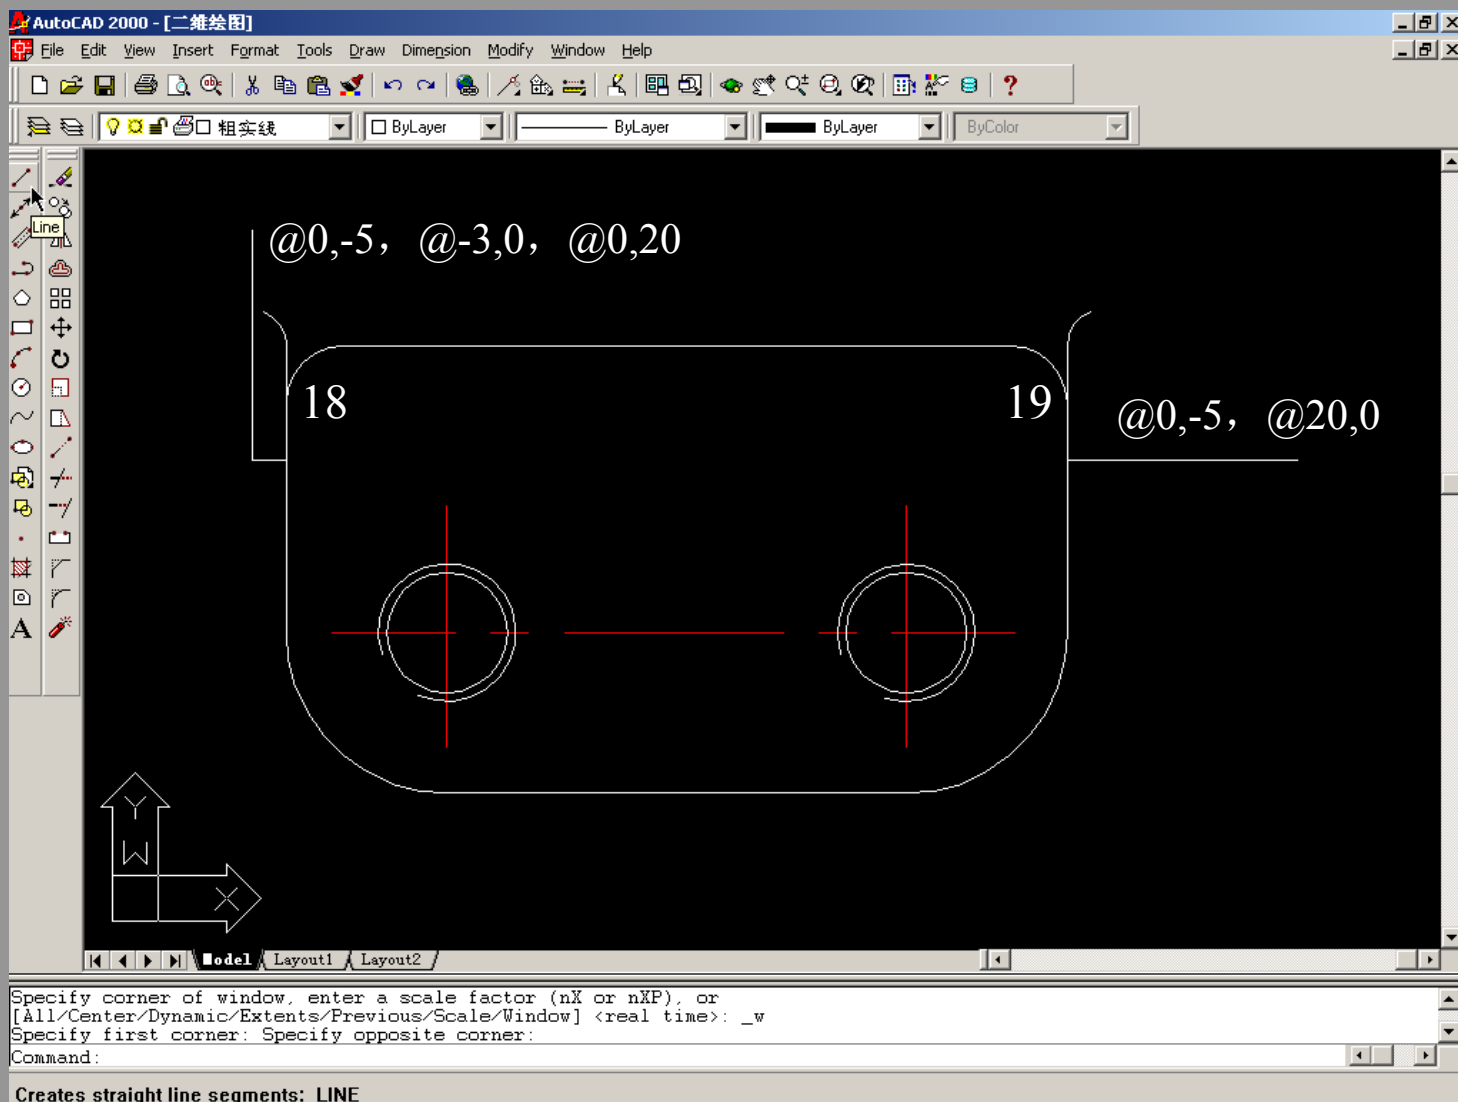 AutoCAD 2000 - [二维绘图]
File Edit View Insert Format Tools Draw Dimension Modify Window Help
粗实线 ByLayer ByLayer ByLayer ByColor
Line
@0,-5， @-3,0， @0,20
18 19
@0,-5， @20,0
Y
W
X
A
Model Layout1 Layout2
Specify corner of window, enter a scale factor (nX or nXP), or
[All/Center/Dynamic/Extents/Previous/Scale/Window] <real time>: _w
Specify first corner: Specify opposite corner:
Command:
Creates straight line segments: LINE